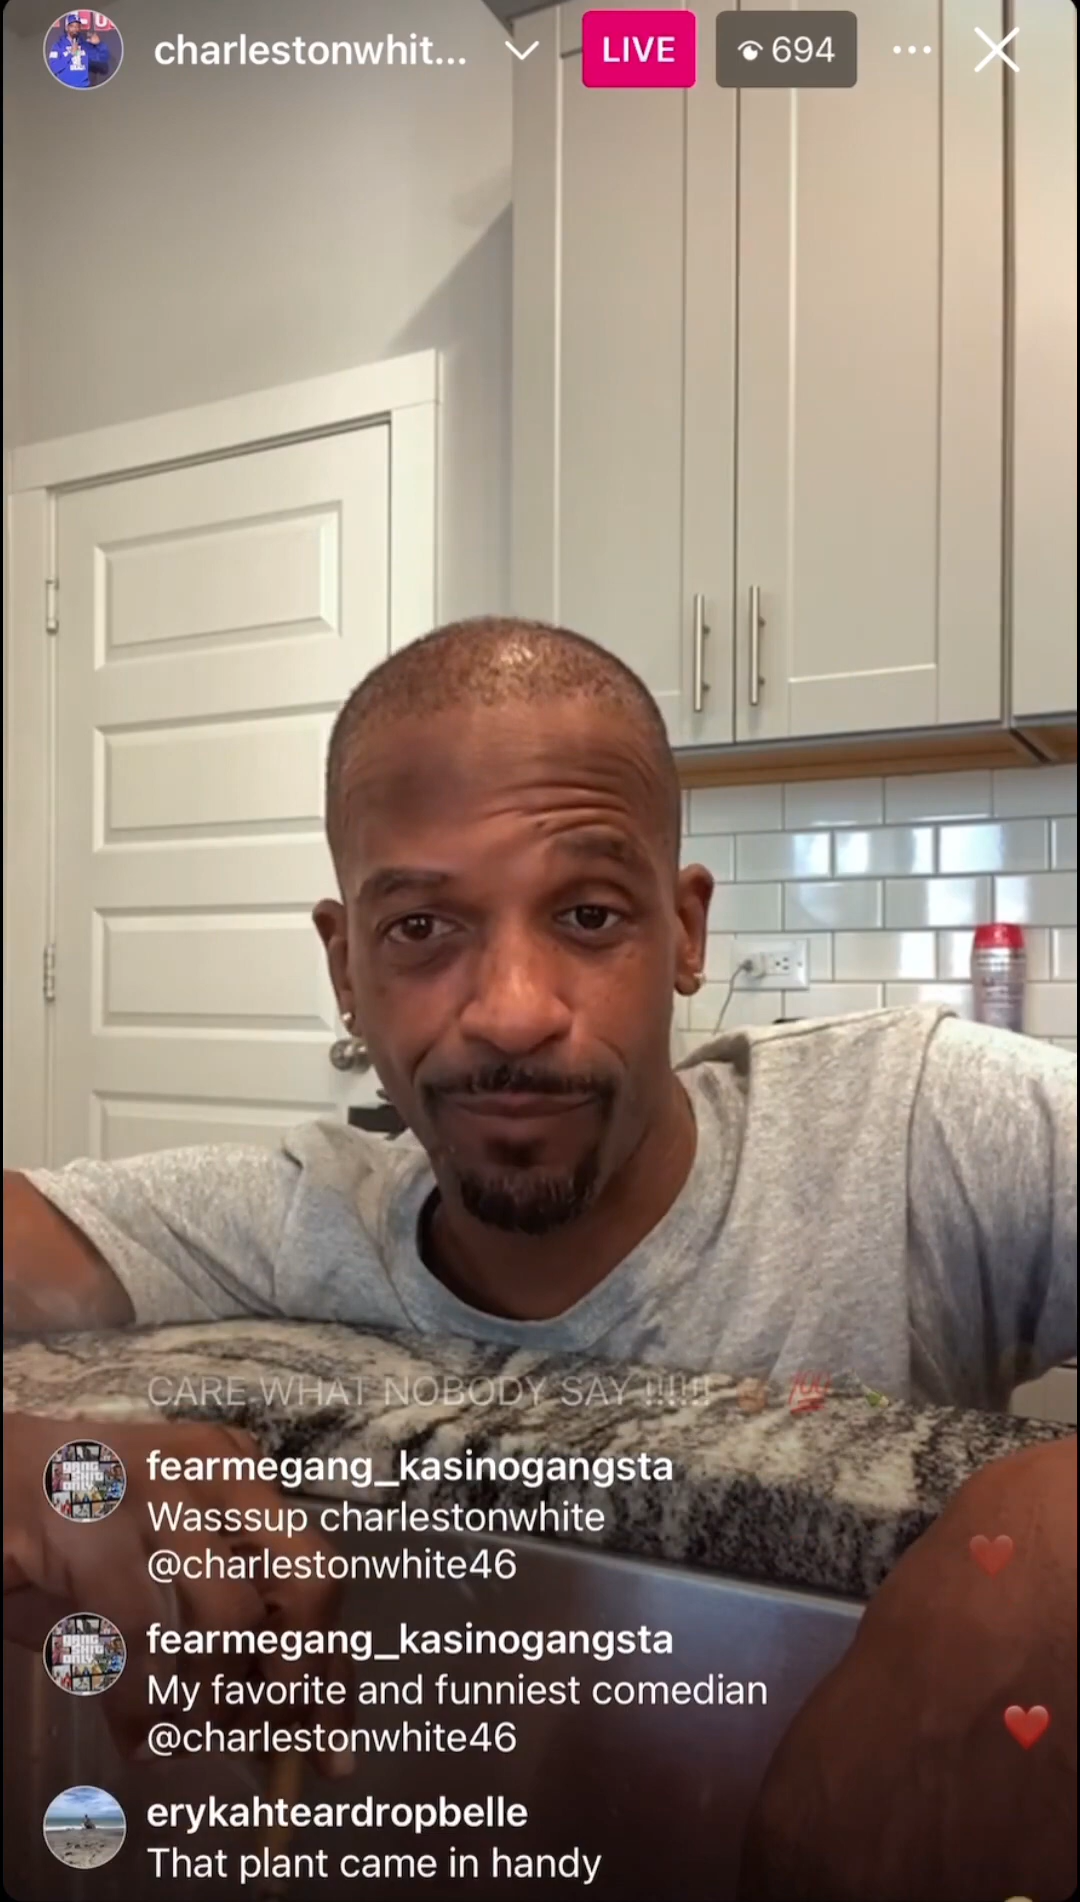 charlestonwhit...
LIVE
694
CARE WHAT NOBODY SAY !!!!!! 💯
fearmegang_kasinogangsta
Wasssup charlestonwhite
@charlestonwhite46
fearmegang_kasinogangsta
My favorite and funniest comedian
@charlestonwhite46
erykahteardropbelle
That plant came in handy